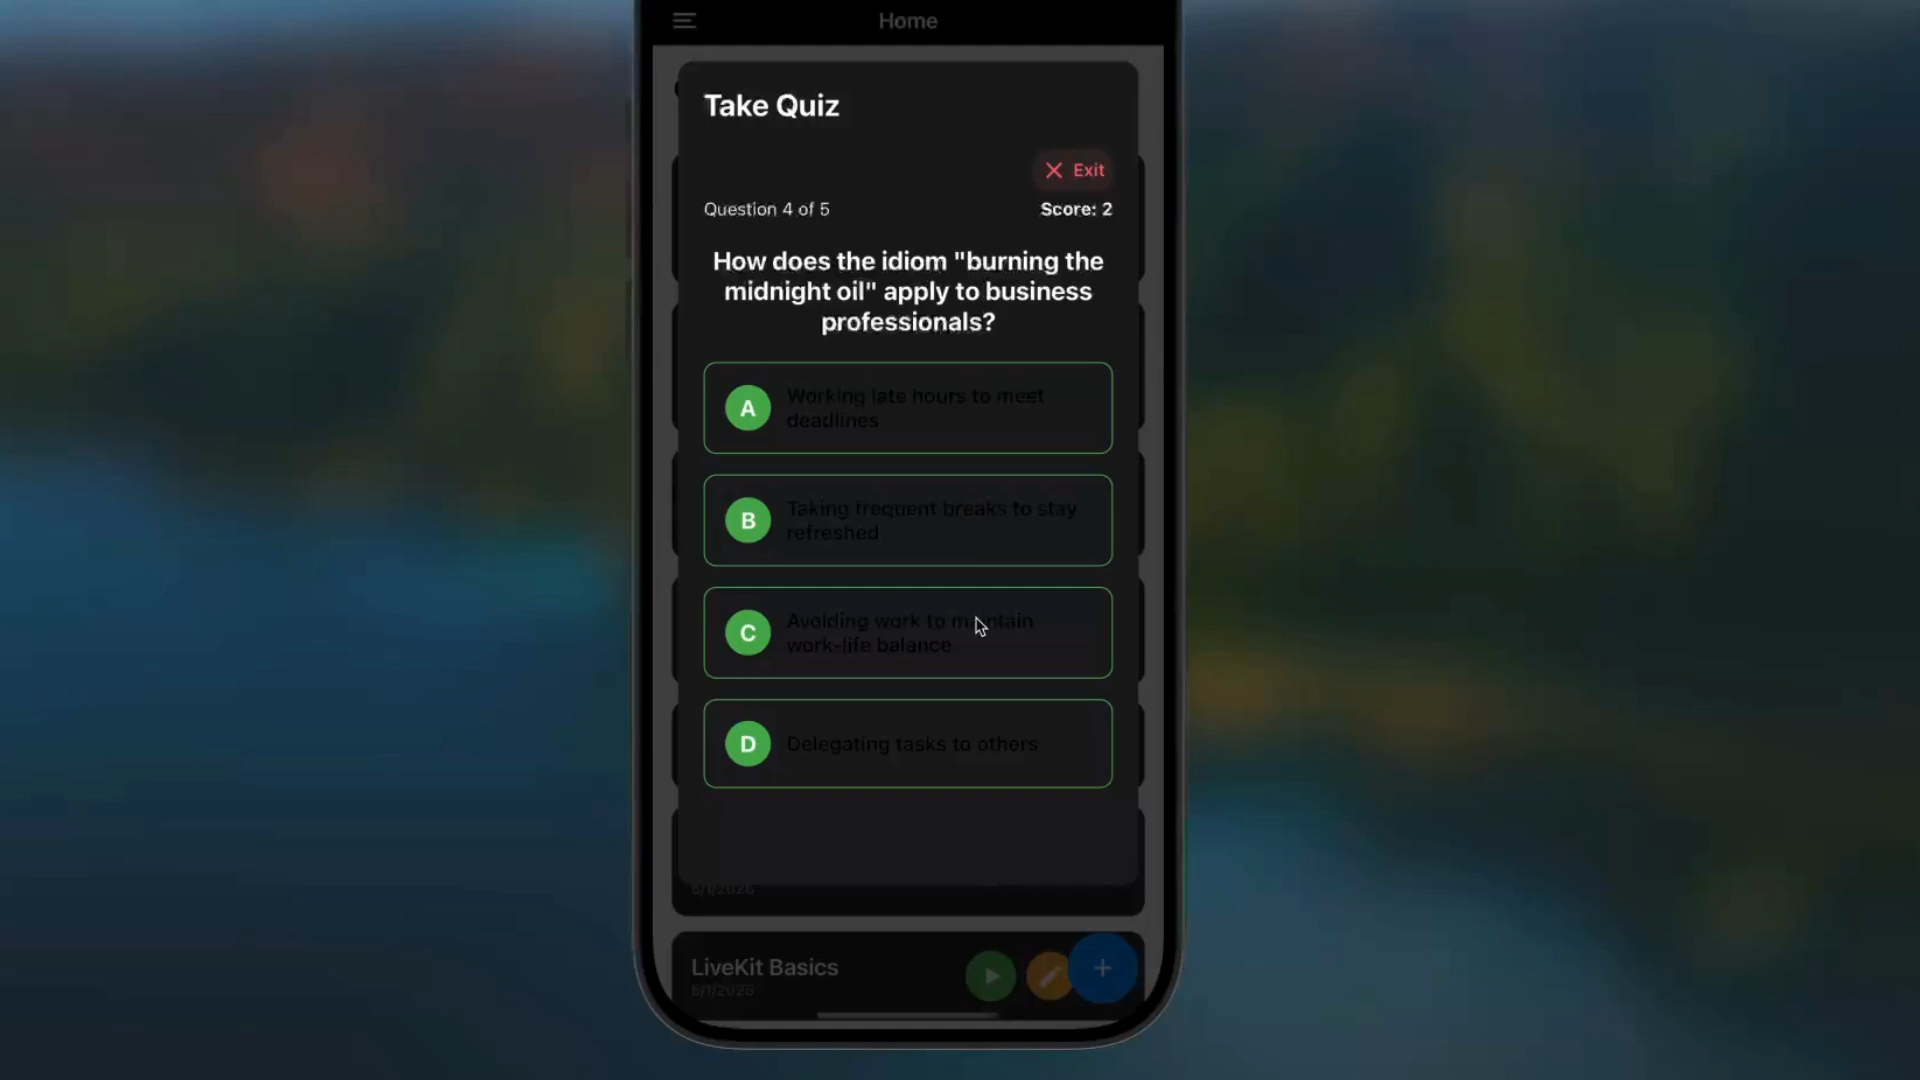 Home
Take Quiz
Exit
Question 4 of 5
Score: 2
How does the idiom "burning the
midnight oil" apply to business
professionals?
A
Working late hours to meet
deadlines
B
Taking frequent breaks to stay
refreshed
C
Avoiding work to maintain
work-life balance
D
Delegating tasks to others
LiveKit Basics